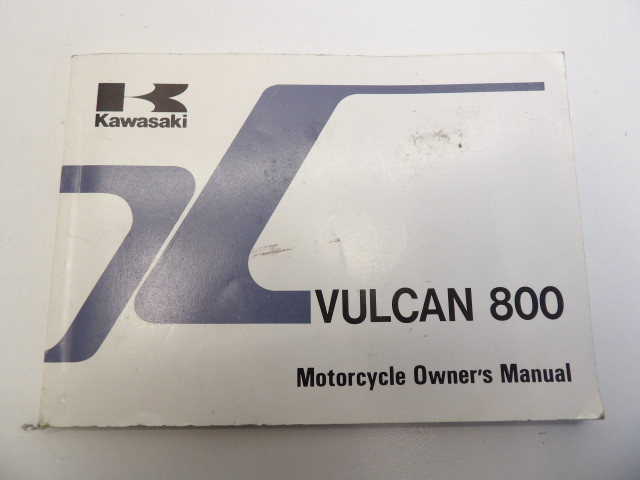 Kawasaki
VULCAN 800
Motorcycle Owner's Manual